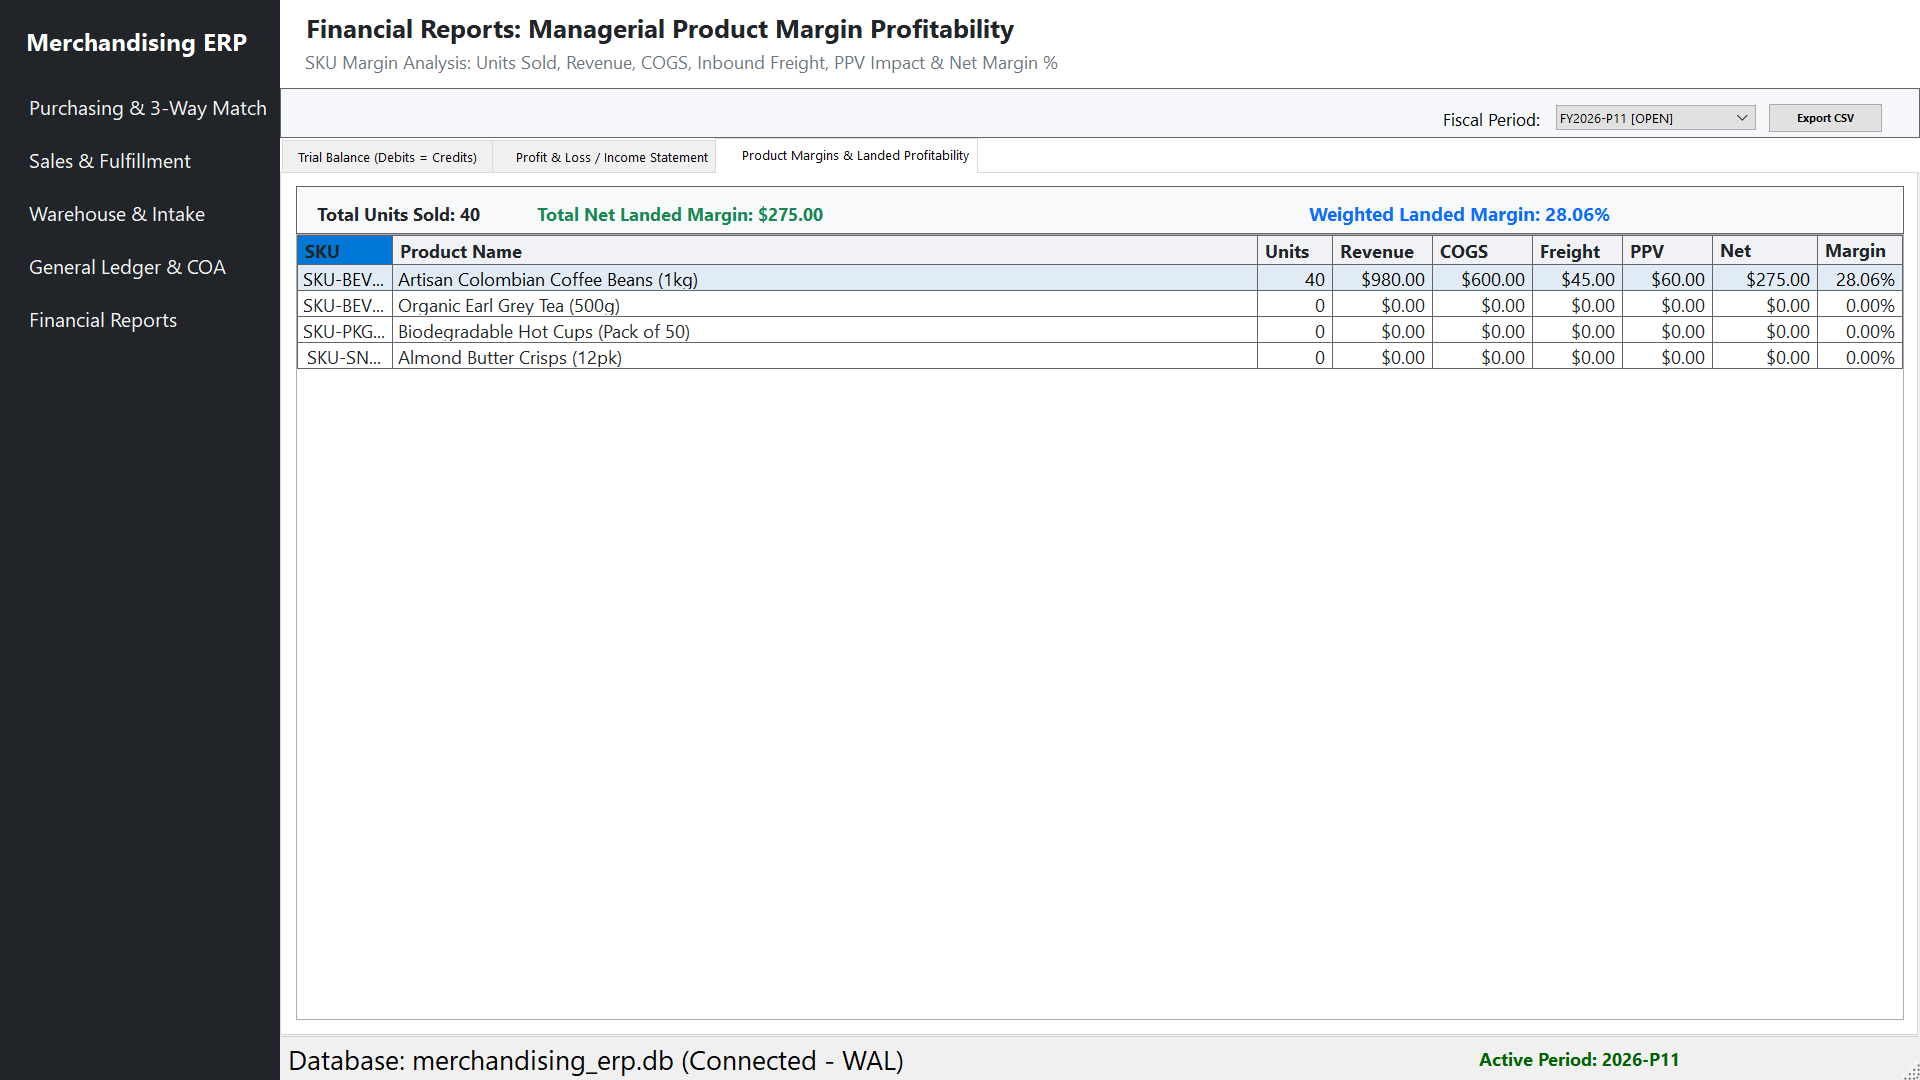 Merchandising ERP
Purchasing & 3-Way Match
Sales & Fulfillment
Warehouse & Intake
General Ledger & COA
Financial Reports
Financial Reports: Managerial Product Margin Profitability
SKU Margin Analysis: Units Sold, Revenue, COGS, Inbound Freight, PPV Impact & Net Margin %
Fiscal Period: FY2026-P11 [OPEN] Export CSV
Trial Balance (Debits = Credits) Profit & Loss / Income Statement Product Margins & Landed Profitability
Total Units Sold: 40 Total Net Landed Margin: $275.00 Weighted Landed Margin: 28.06%
SKU Product Name Units Revenue COGS Freight PPV Net Margin
SKU-BEV... Artisan Colombian Coffee Beans (1kg) 40 $980.00 $600.00 $45.00 $60.00 $275.00 28.06%
SKU-BEV... Organic Earl Grey Tea (500g) 0 $0.00 $0.00 $0.00 $0.00 $0.00 0.00%
SKU-PKG... Biodegradable Hot Cups (Pack of 50) 0 $0.00 $0.00 $0.00 $0.00 $0.00 0.00%
SKU-SN... Almond Butter Crisps (12pk) 0 $0.00 $0.00 $0.00 $0.00 $0.00 0.00%
Database: merchandising_erp.db (Connected - WAL) Active Period: 2026-P11